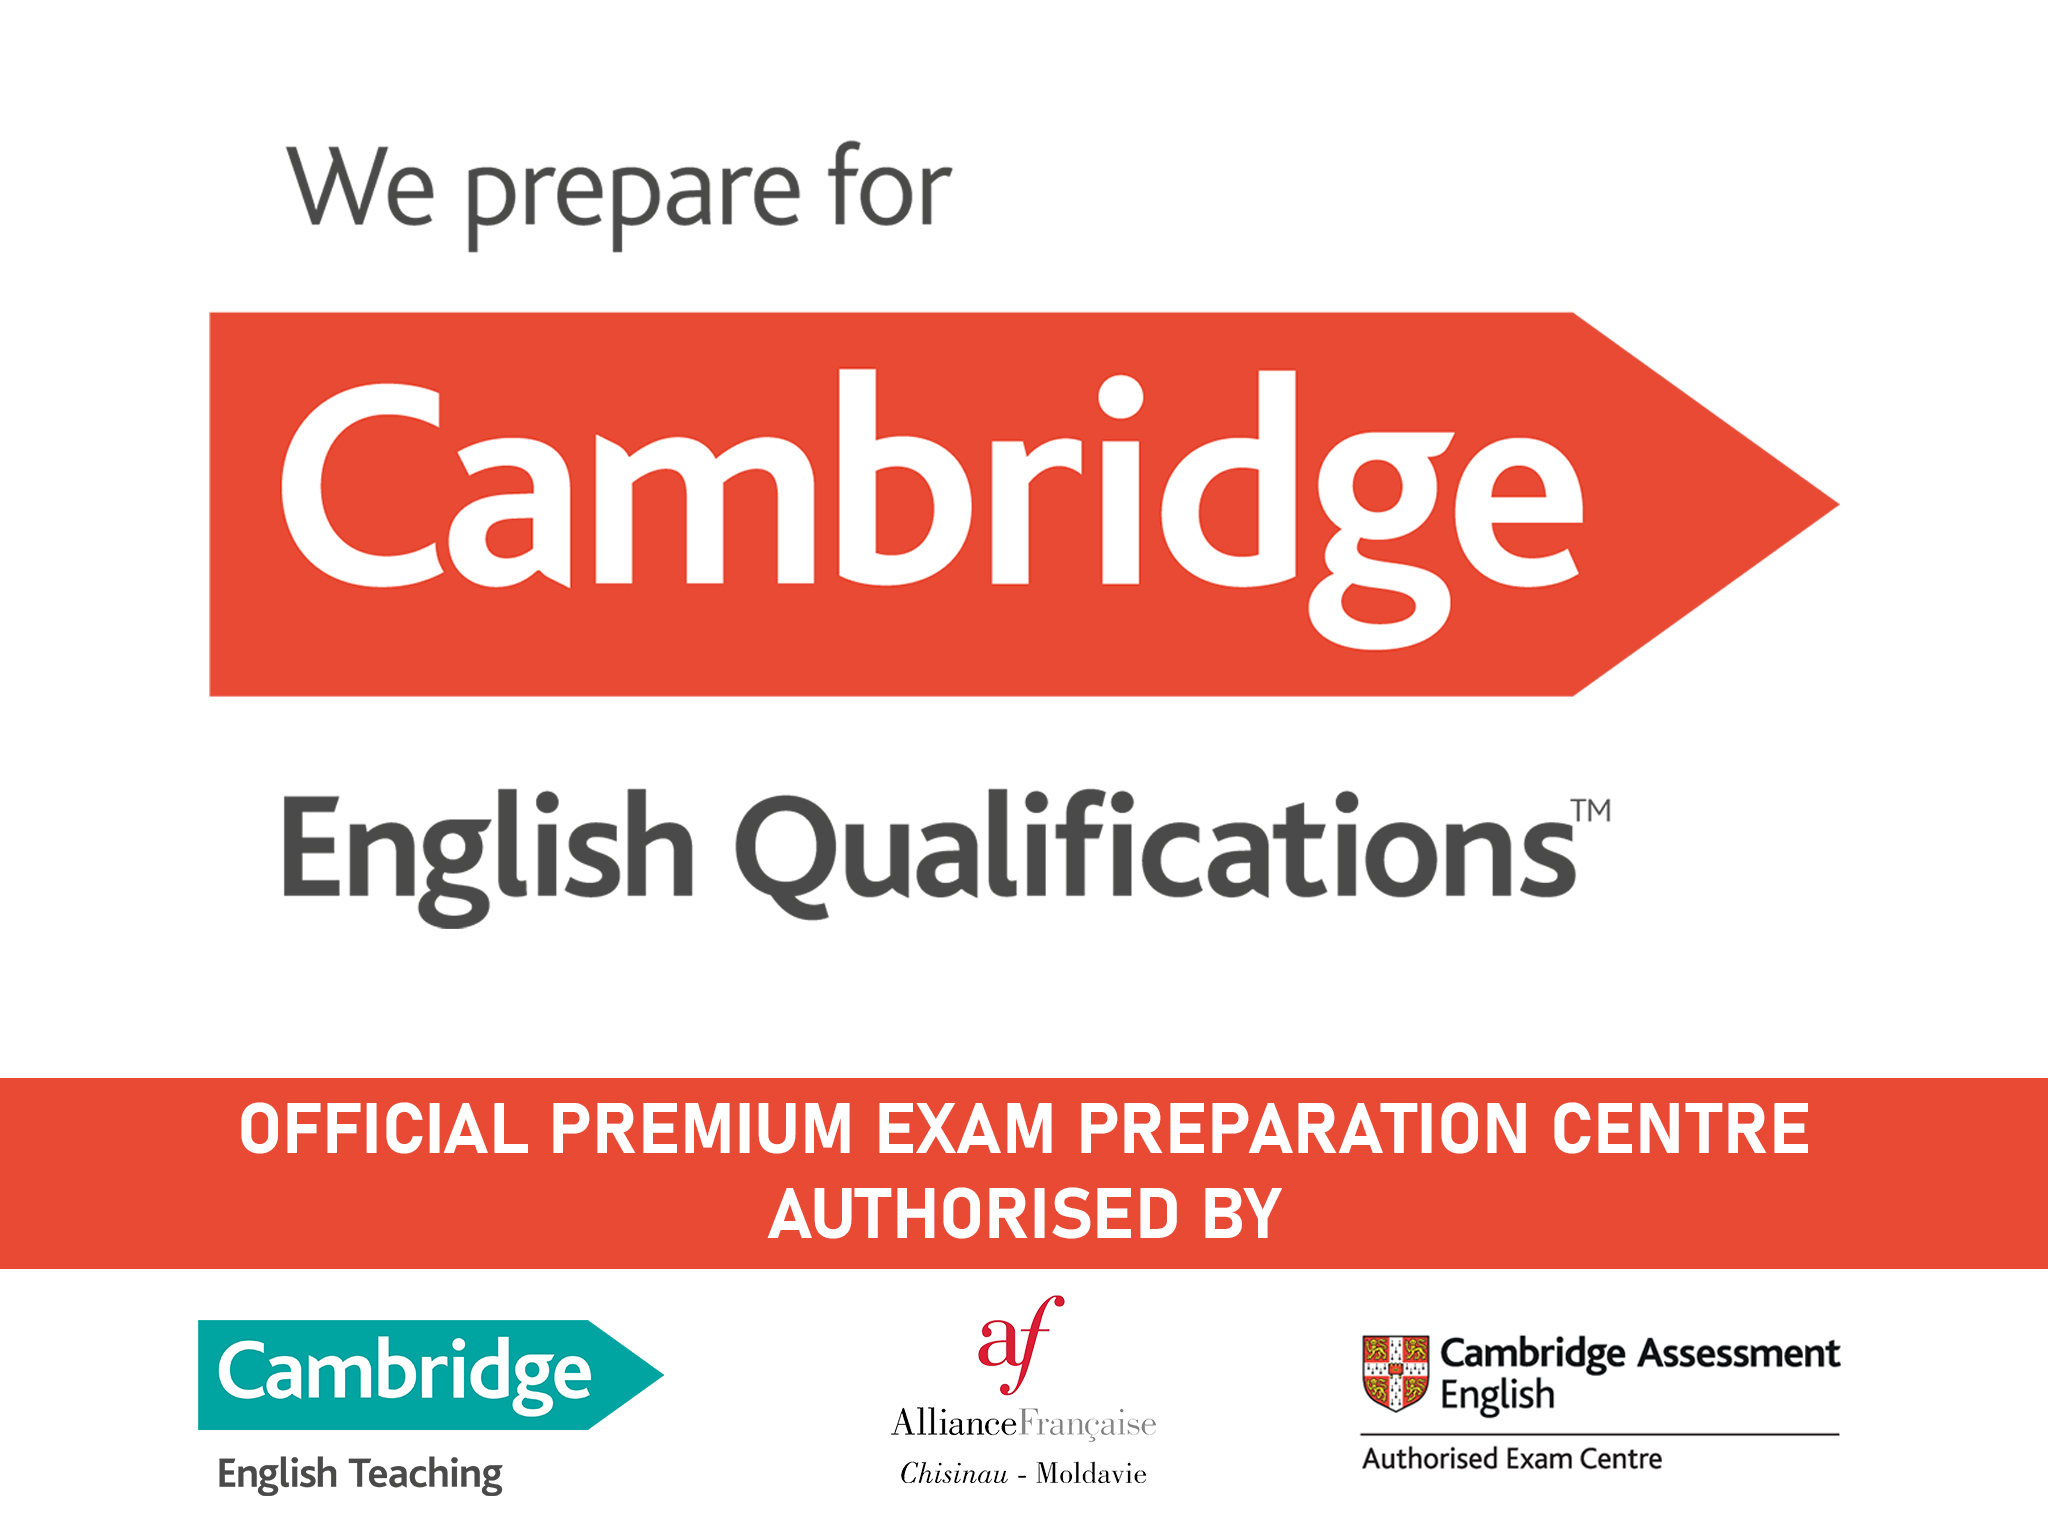 We prepare for
Cambridge
English Qualifications™
OFFICIAL PREMIUM EXAM PREPARATION CENTRE
AUTHORISED BY
Cambridge
English Teaching
af
AllianceFrançaise
Chisinau - Moldavie
Cambridge Assessment
English
Authorised Exam Centre